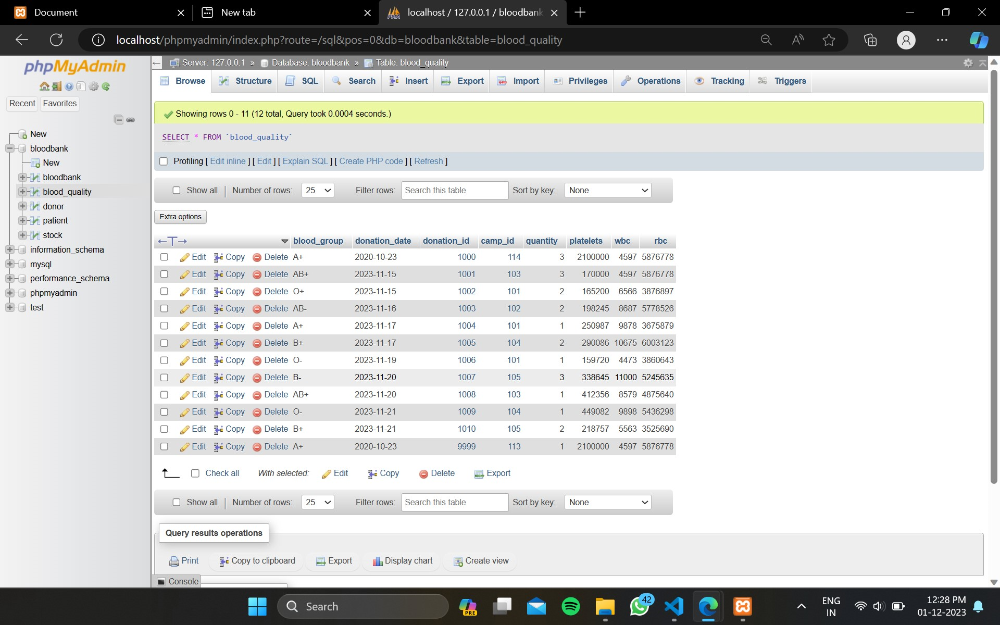 Document
New tab
localhost / 127.0.0.1 / bloodbank
localhost/phpmyadmin/index.php?route=/sql&pos=0&db=bloodbank&table=blood_quality
phpMyAdmin
Recent Favorites
New
bloodbank
New
bloodbank
blood_quality
donor
patient
stock
information_schema
mysql
performance_schema
phpmyadmin
test
Server: 127.0.0.1 » Database: bloodbank » Table: blood_quality
Browse Structure SQL Search Insert Export Import Privileges Operations Tracking Triggers
Showing rows 0 - 11 (12 total, Query took 0.0004 seconds.)
SELECT * FROM `blood_quality`
Profiling [ Edit inline ] [ Edit ] [ Explain SQL ] [ Create PHP code ] [ Refresh ]
Show all | Number of rows: 25 Filter rows: Search this table Sort by key: None
Extra options
←T→ blood_group donation_date donation_id camp_id quantity platelets wbc rbc
Edit Copy Delete A+ 2020-10-23 1000 114 3 2100000 4597 5876778
Edit Copy Delete AB+ 2023-11-15 1001 103 3 170000 4597 5876778
Edit Copy Delete O+ 2023-11-15 1002 101 2 165200 6566 3876897
Edit Copy Delete AB- 2023-11-16 1003 102 2 198245 8687 5778526
Edit Copy Delete A+ 2023-11-17 1004 101 1 250987 9878 3675879
Edit Copy Delete B+ 2023-11-17 1005 104 2 290086 10675 6003123
Edit Copy Delete O- 2023-11-19 1006 101 1 159720 4473 3860643
Edit Copy Delete B- 2023-11-20 1007 105 3 338645 11000 5245635
Edit Copy Delete AB+ 2023-11-20 1008 103 1 412356 8579 4875640
Edit Copy Delete O- 2023-11-21 1009 104 1 449082 9898 5436298
Edit Copy Delete B+ 2023-11-21 1010 105 2 218757 5563 3525690
Edit Copy Delete A+ 2020-10-23 9999 113 1 2100000 4597 5876778
Check all With selected: Edit Copy Delete Export
Show all | Number of rows: 25 Filter rows: Search this table Sort by key: None
Query results operations
Print Copy to clipboard Export Display chart Create view
Console
Search
PRE
42
ENG
IN
12:28 PM
01-12-2023